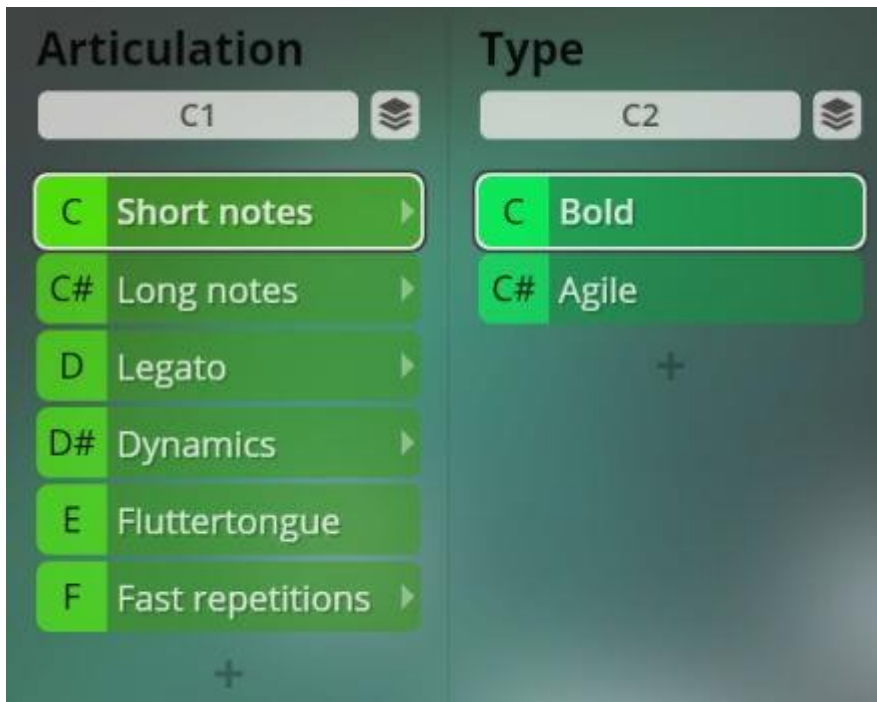 Articulation
C1
C Short notes
C# Long notes
D Legato
D# Dynamics
E Fluttertongue
F Fast repetitions
+
Type
C2
C Bold
C# Agile
+